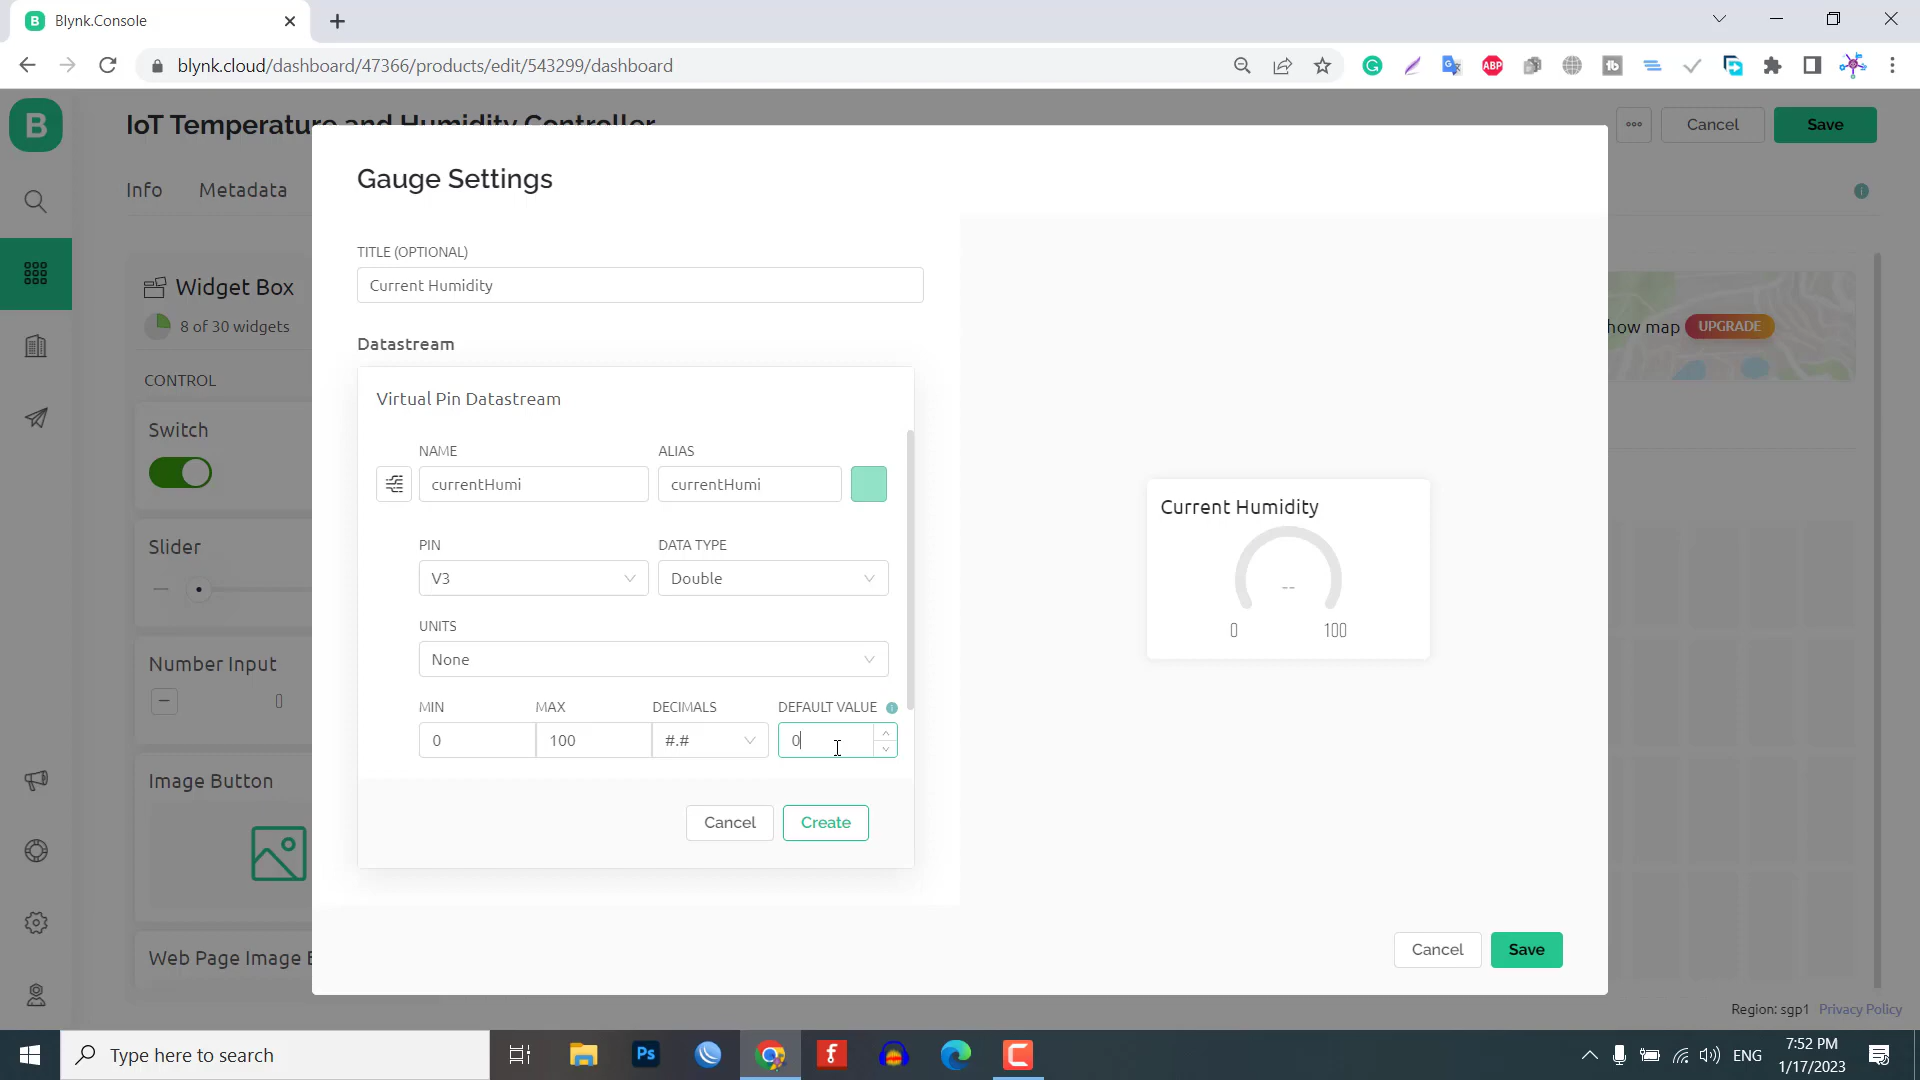 Blynk.Console
blynk.cloud/dashboard/47366/products/edit/543299/dashboard
ABP
B
IoT Temperature and Humidity Controller
Cancel
Save
Info
Metadata
Gauge Settings
TITLE (OPTIONAL)
Current Humidity
Widget Box
8 of 30 widgets
how map
UPGRADE
Datastream
CONTROL
Virtual Pin Datastream
Switch
NAME
ALIAS
currentHumi
currentHumi
Current Humidity
Slider
PIN
DATA TYPE
V3
Double
--
0
100
UNITS
None
Number Input
0
MIN
MAX
DECIMALS
DEFAULT VALUE
0
100
#.#
0
Image Button
Cancel
Create
Web Page Image B
Cancel
Save
Region: sgp1
Privacy Policy
Type here to search
Ps
ENG
7:52 PM
1/17/2023